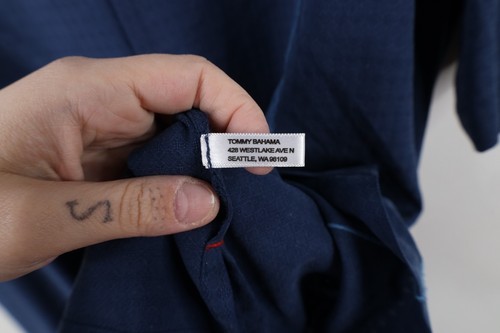 TOMMY BAHAMA
428 WESTLAKE AVE N
SEATTLE, WA 98109